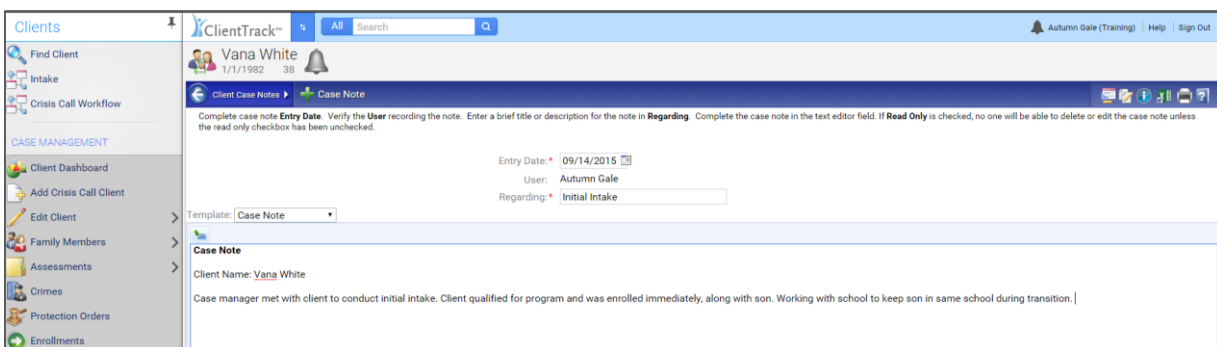 Clients
ClientTrack™
All Search
Autumn Gale (Training) | Help | Sign Out
Find Client
Intake
Crisis Call Workflow
CASE MANAGEMENT
Client Dashboard
Add Crisis Call Client
Edit Client
Family Members
Assessments
Crimes
Protection Orders
Enrollments
Vana White
1/1/1982 38
Client Case Notes Case Note
Complete case note Entry Date. Verify the User recording the note. Enter a brief title or description for the note in Regarding. Complete the case note in the text editor field. If Read Only is checked, no one will be able to delete or edit the case note unless
the read only checkbox has been unchecked.
Entry Date:* 09/14/2015
User: Autumn Gale
Regarding:* Initial Intake
Template: Case Note
Case Note
Client Name: Vana White
Case manager met with client to conduct initial intake. Client qualified for program and was enrolled immediately, along with son. Working with school to keep son in same school during transition.